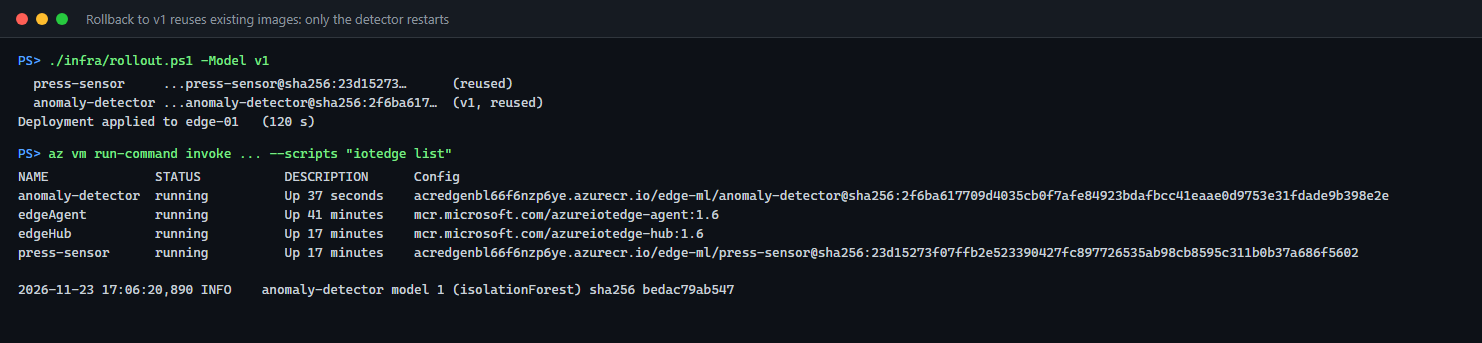 Rollback to v1 reuses existing images: only the detector restarts
PS> ./infra/rollout.ps1 -Model v1
press-sensor ...press-sensor@sha256:23d15273… (reused)
anomaly-detector ...anomaly-detector@sha256:2f6ba617… (v1, reused)
Deployment applied to edge-01 (120 s)
PS> az vm run-command invoke ... --scripts "iotedge list"
NAME STATUS DESCRIPTION Config
anomaly-detector running Up 37 seconds acredgenbl66f6nzp6ye.azurecr.io/edge-ml/anomaly-detector@sha256:2f6ba617709d4035cb0f7afe84923bdafbcc41eaae0d9753e31fdade9b398e2e
edgeAgent running Up 41 minutes mcr.microsoft.com/azureiotedge-agent:1.6
edgeHub running Up 17 minutes mcr.microsoft.com/azureiotedge-hub:1.6
press-sensor running Up 17 minutes acredgenbl66f6nzp6ye.azurecr.io/edge-ml/press-sensor@sha256:23d15273f07ffb2e523390427fc897726535ab98cb8595c311b0b37a686f5602
2026-11-23 17:06:20,890 INFO anomaly-detector model 1 (isolationForest) sha256 bedac79ab547